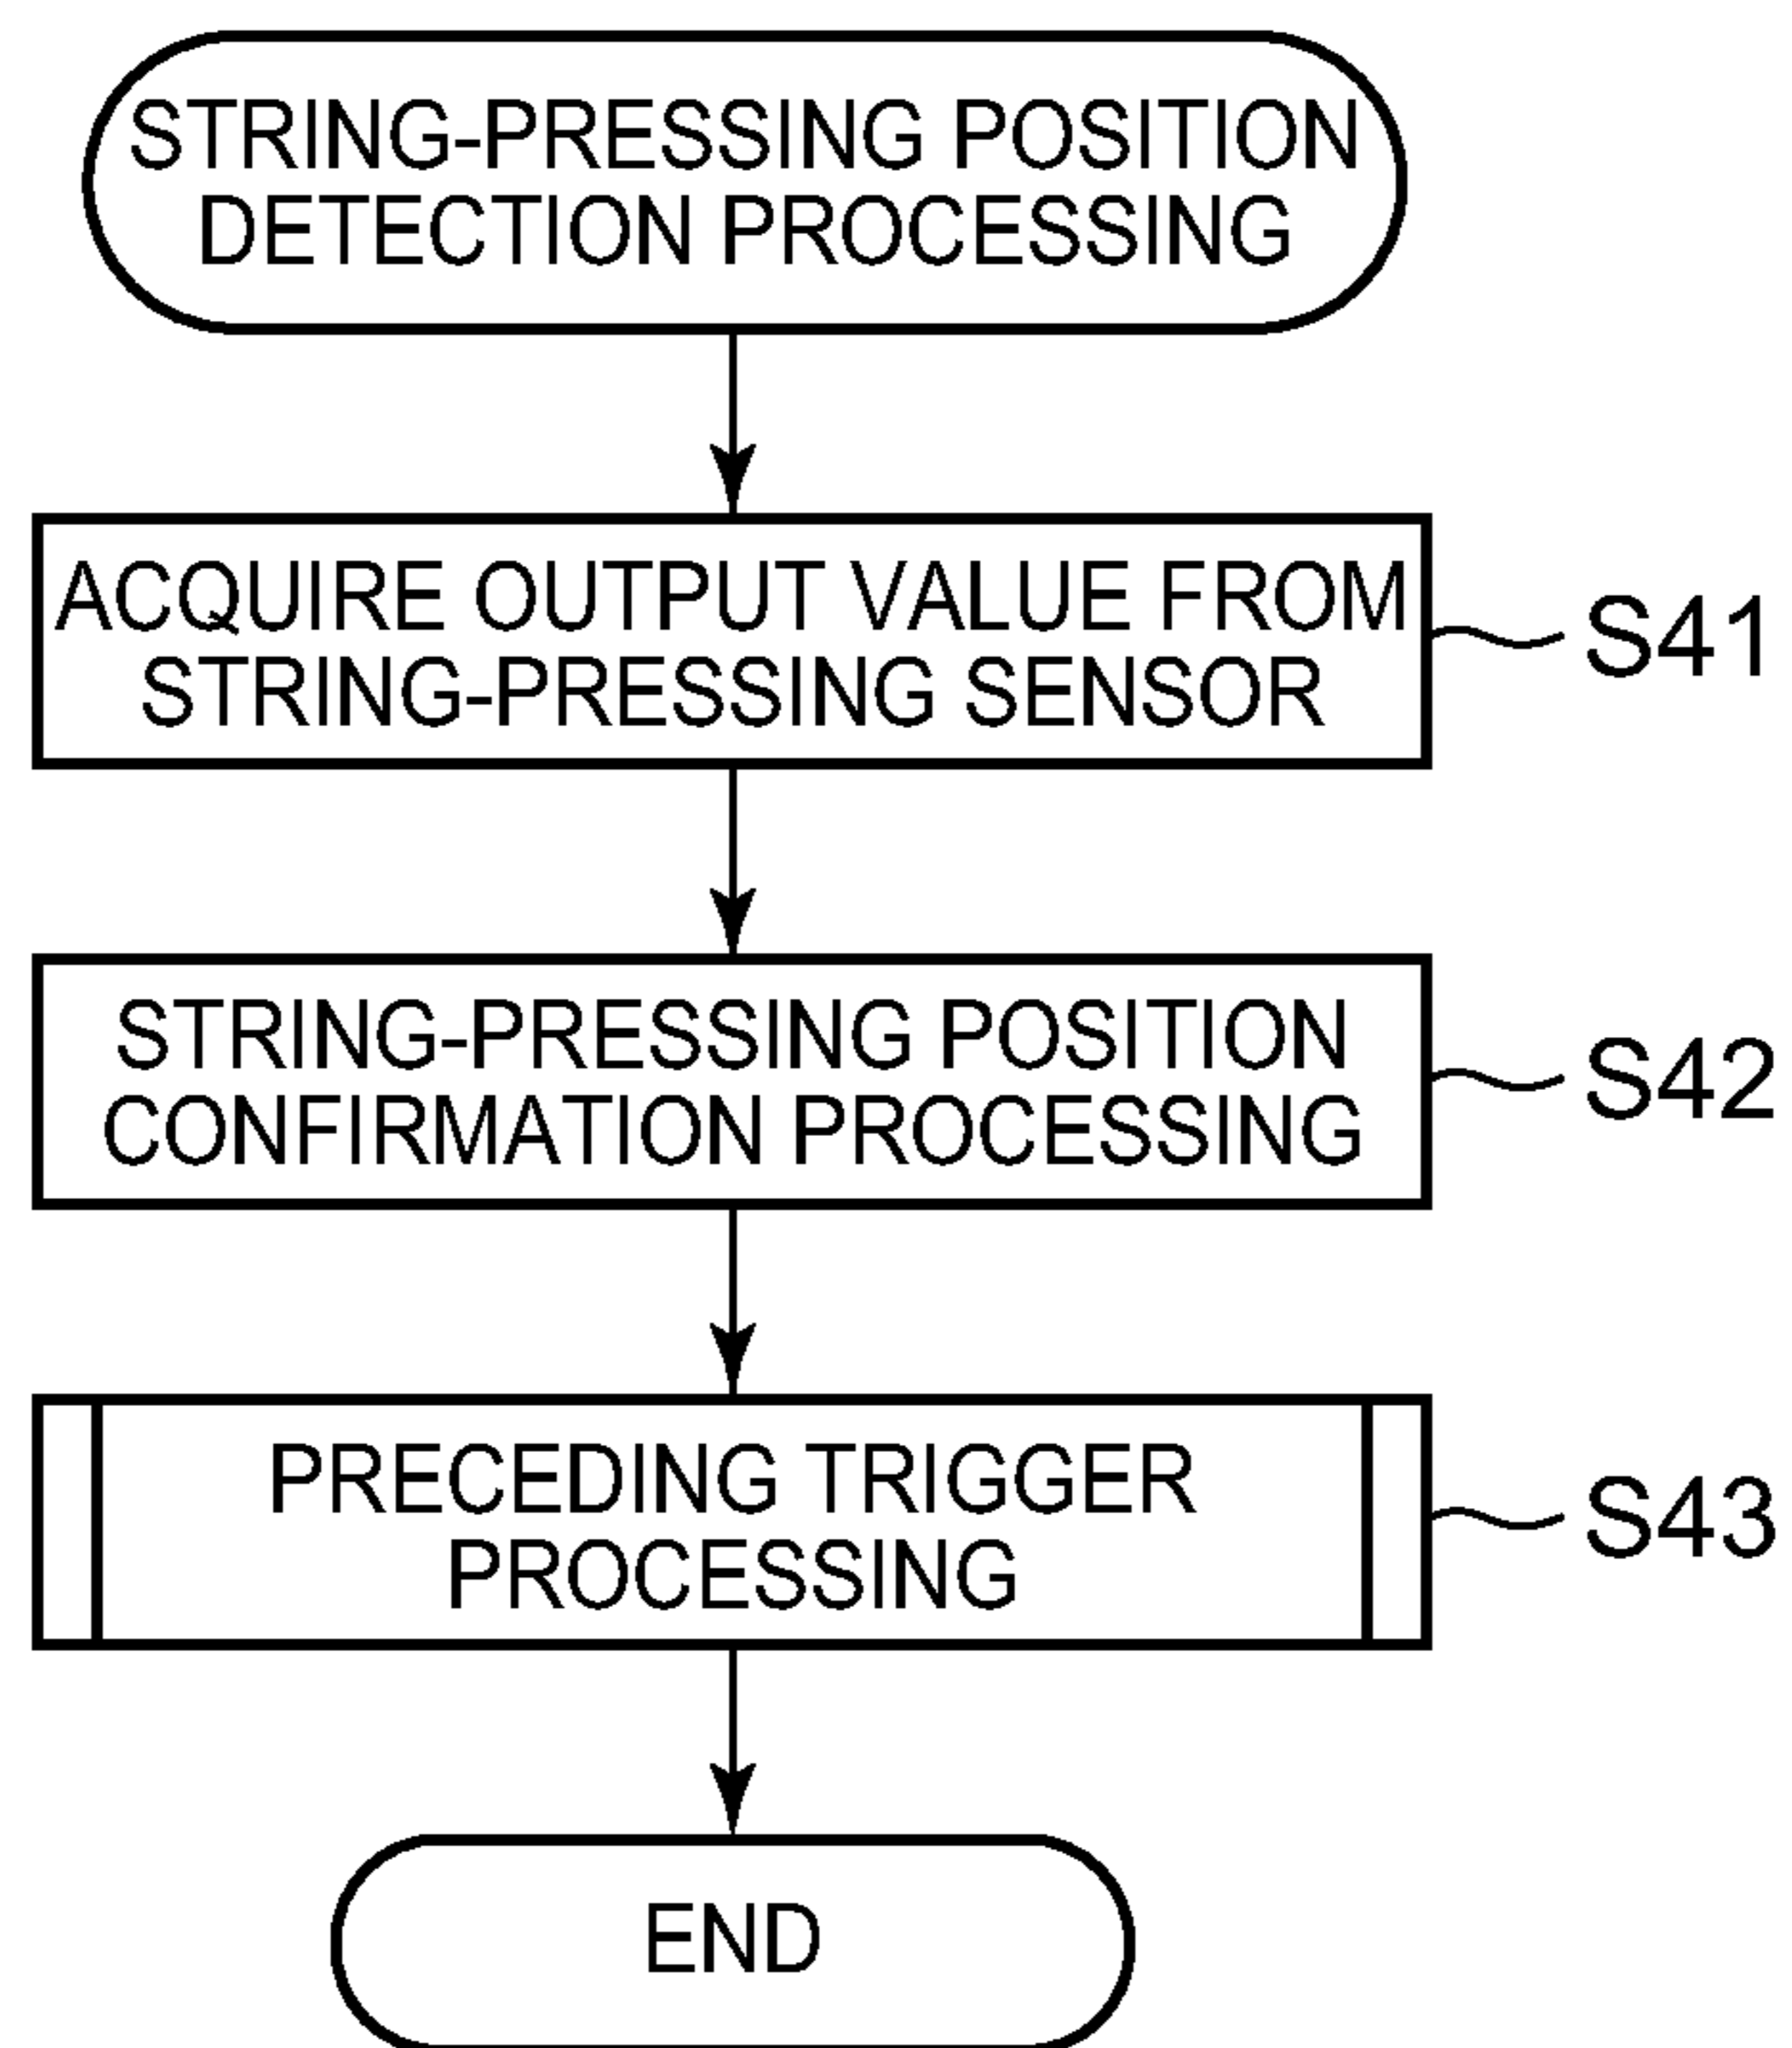 STRING-PRESSING POSITION
DETECTION PROCESSING
ACQUIRE OUTPUT VALUE FROM
STRING-PRESSING SENSOR
S41
STRING-PRESSING POSITION
CONFIRMATION PROCESSING
S42
PRECEDING TRIGGER
PROCESSING
S43
END